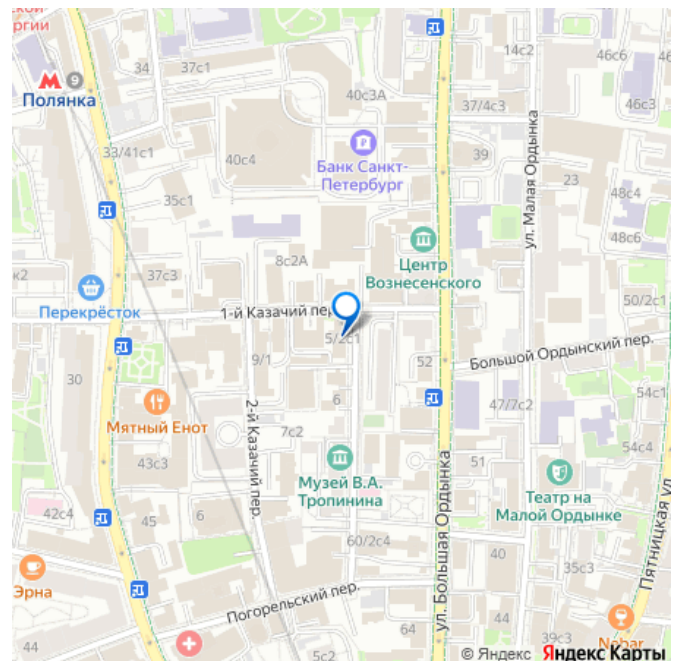 ской
ргии
34
37с1
14с2
46с6
46с3
9
Полянка
40с3А
37/4с3
33/41с1
40с4
Банк Санкт-
Петербург
39
ул. Малая Ордынка
23
48с4
35с1
48с6
Центр
Вознесенского
8с2А
37с3
к2
Перекрёсток
1-й Казачий пер.
50/2с1
5/2с1
Большой Ордынский пер.
9/1
52
30
6
47/7с2
Мятный Енот
2-й Казачий пер.
7с2
43с3
54с4
Музей В.А.
Тропинина
51
Театр на
Малой Ордынке
42с4
45
6
ул. Большая Ордынка
Пятницкая ул
60/2с4
40
Эрна
Погорельский пер.
44
64
5с2
39с3
Nebar
© Яндекс Яндекс Карты